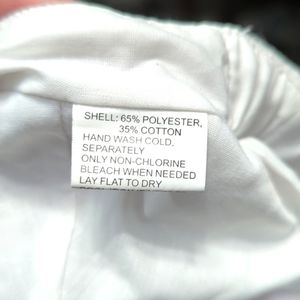 SHELL: 65% POLYESTER,
35% COTTON
HAND WASH COLD.
SEPARATELY
ONLY NON-CHLORINE
BLEACH WHEN NEEDED
LAY FLAT TO DRY